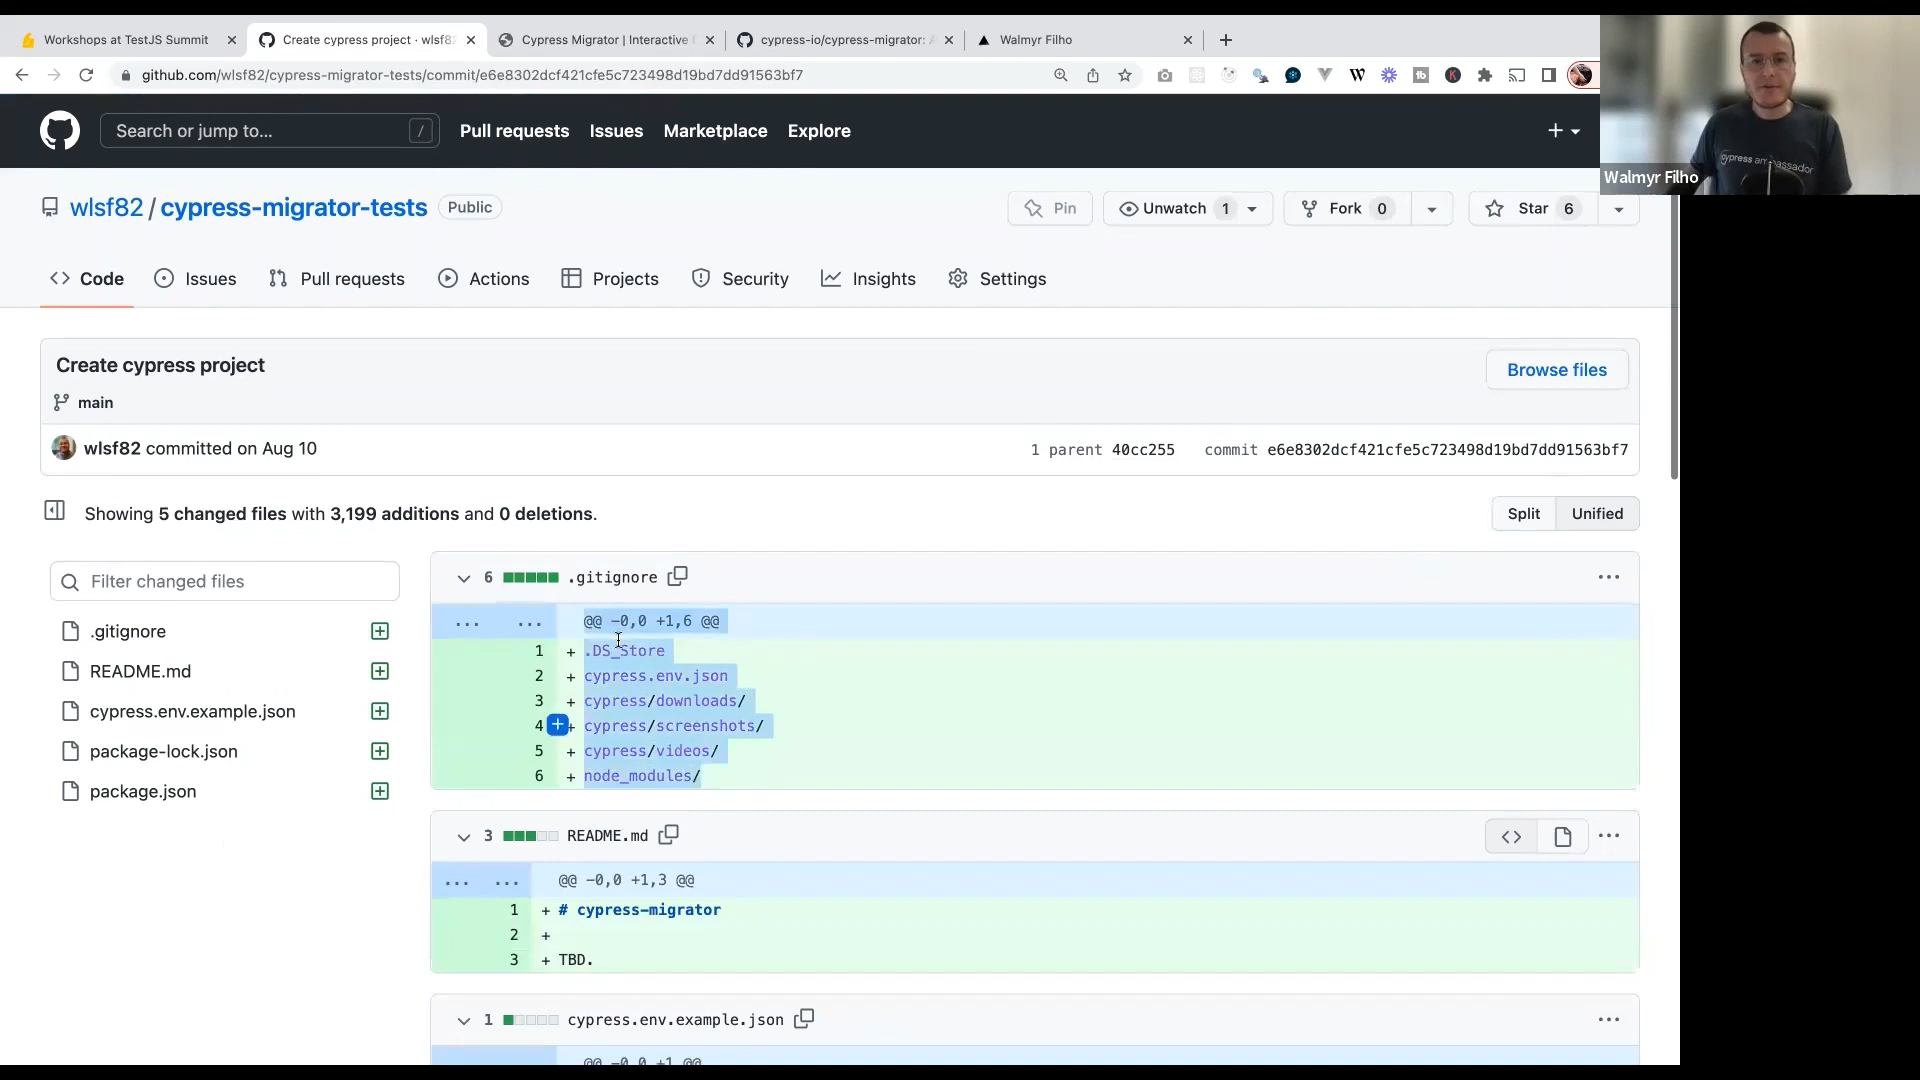 Workshops at TestJS Summit
Create cypress project · wlsf82
Cypress Migrator | Interactive
cypress-io/cypress-migrator:
Walmyr Filho
github.com/wlsf82/cypress-migrator-tests/commit/e6e8302dcf421cfe5c723498d19bd7dd91563bf7
Search or jump to... /
Pull requests
Issues
Marketplace
Explore
cypress ambassador
Walmyr Filho
wlsf82 / cypress-migrator-tests Public
Pin
Unwatch 1
Fork 0
Star 6
Code
Issues
Pull requests
Actions
Projects
Security
Insights
Settings
Create cypress project
Browse files
main
wlsf82 committed on Aug 10
1 parent 40cc255 commit e6e8302dcf421cfe5c723498d19bd7dd91563bf7
Showing 5 changed files with 3,199 additions and 0 deletions.
Split
Unified
Filter changed files
.gitignore
README.md
cypress.env.example.json
package-lock.json
package.json
6 .gitignore
... ... @@ -0,0 +1,6 @@
1 + .DS_Store
2 + cypress.env.json
3 + cypress/downloads/
4 + cypress/screenshots/
5 + cypress/videos/
6 + node_modules/
3 README.md
... ... @@ -0,0 +1,3 @@
1 + # cypress-migrator
2 +
3 + TBD.
1 cypress.env.example.json
@@ -0,0 +1 @@